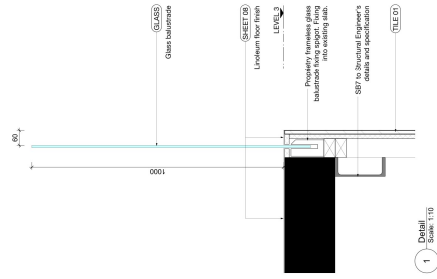 GLASS
Glass balustrade
SHEET 08
Linoleum floor finish
LEVEL 3
Propriety frameless glass
balustrade fixing spigot. Fixing
into existing slab.
SB7 to Structural Engineer's
details and specification
TILE 01
60
1000
1
Detail
Scale: 1:10